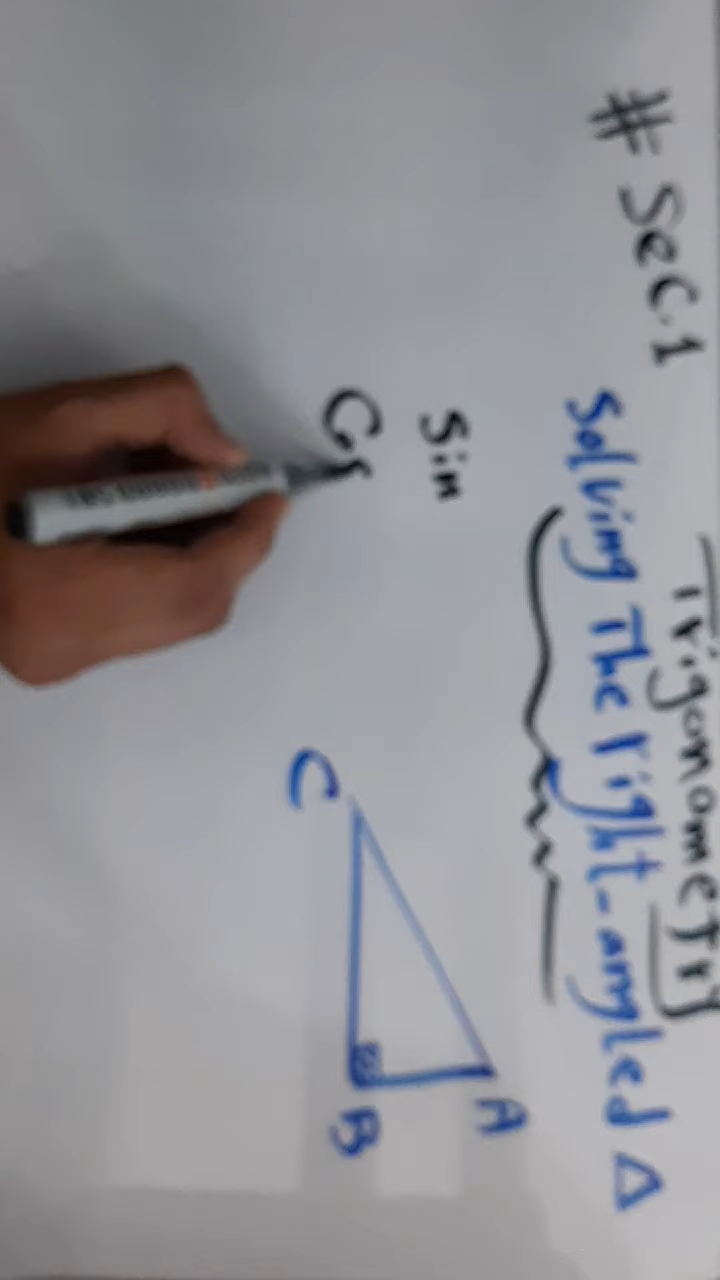 Trigonometry
# Sec.1 Solving The right-angled Δ
Sin
Cos
A
C
B